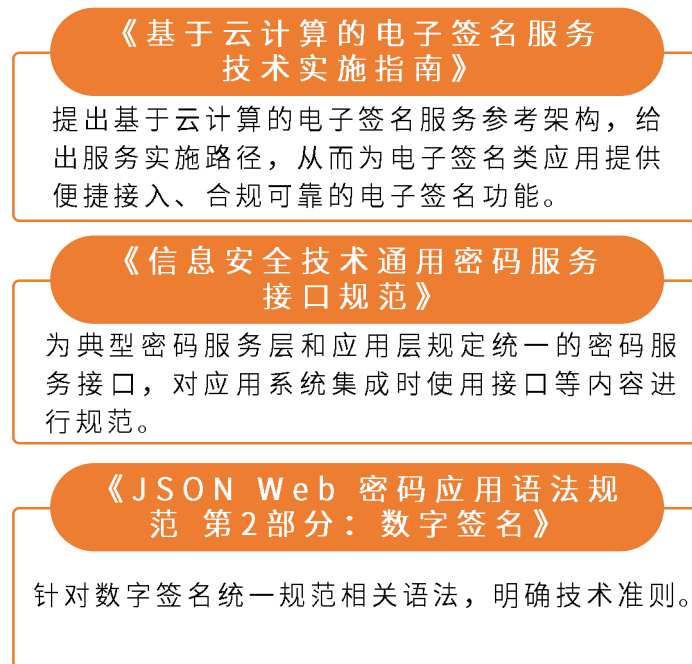 《基于云计算的电子签名服务
技术实施指南》
提出基于云计算的电子签名服务参考架构，给
出服务实施路径，从而为电子签名类应用提供
便捷接入、合规可靠的电子签名功能。
《信息安全技术通用密码服务
接口规范》
为典型密码服务层和应用层规定统一的密码服
务接口，对应用系统集成时使用接口等内容进
行规范。
《JSON Web 密码应用语法规
范 第2部分：数字签名》
针对数字签名统一规范相关语法，明确技术准则。